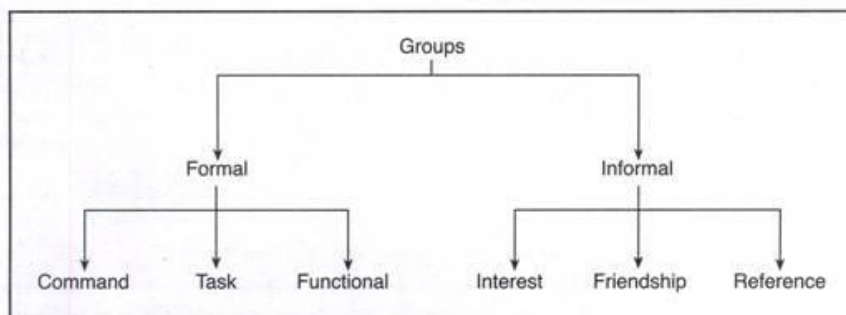 Groups
Formal Informal
Command Task Functional Interest Friendship Reference